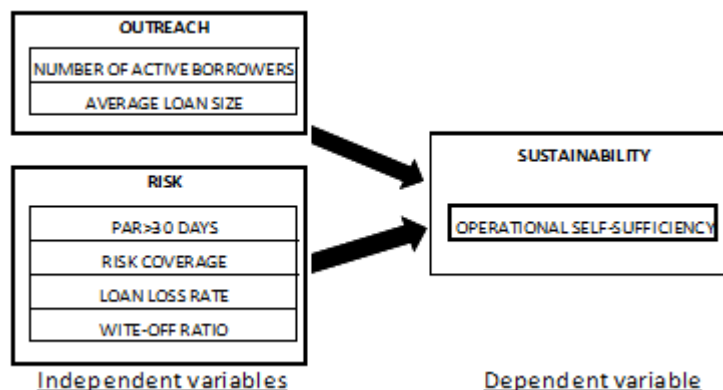 OUTREACH
NUMBER OF ACTIVE BORROWERS
AVERAGE LOAN SIZE
RISK
PAR>30 DAYS
RISK COVERAGE
LOAN LOSS RATE
WITE-OFF RATIO
Independent variables
SUSTAINABILITY
OPERATIONAL SELF-SUFFICIENCY
Dependent variable